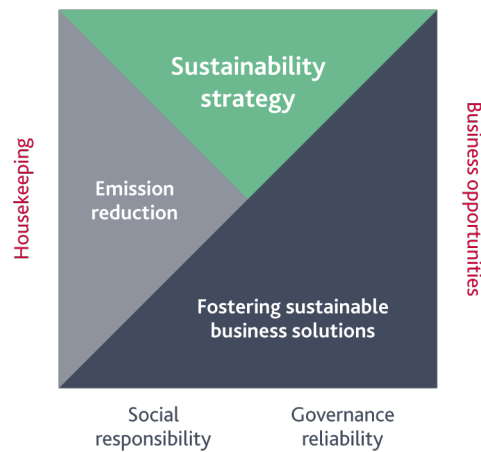 Sustainability
strategy
Housekeeping
Emission
reduction
Business opportunities
Fostering sustainable
business solutions
Social
responsibility
Governance
reliability